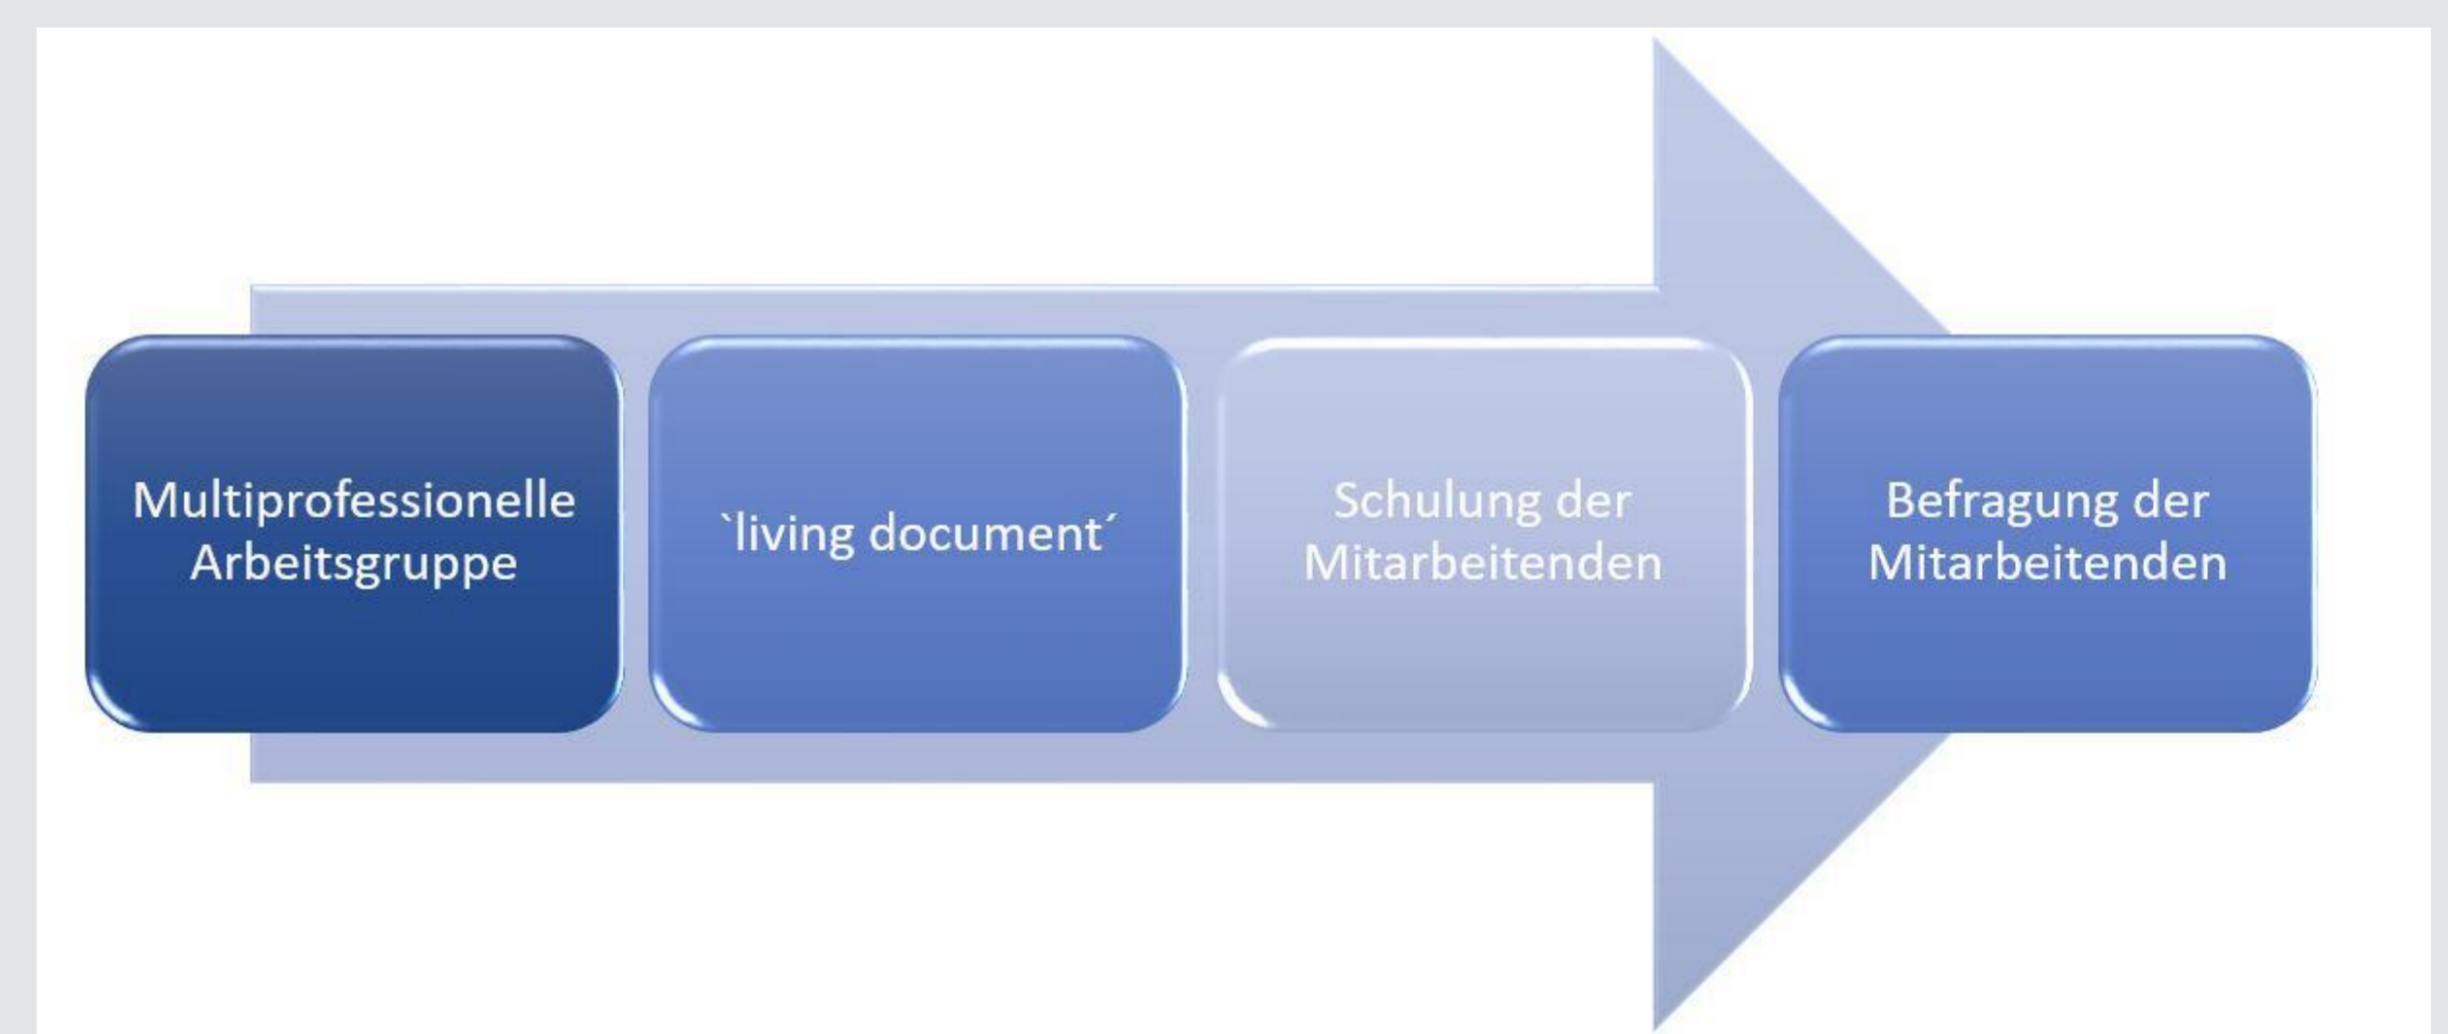 Multiprofessionelle
Arbeitsgruppe
`living document´
Schulung der
Mitarbeitenden
Befragung der
Mitarbeitenden